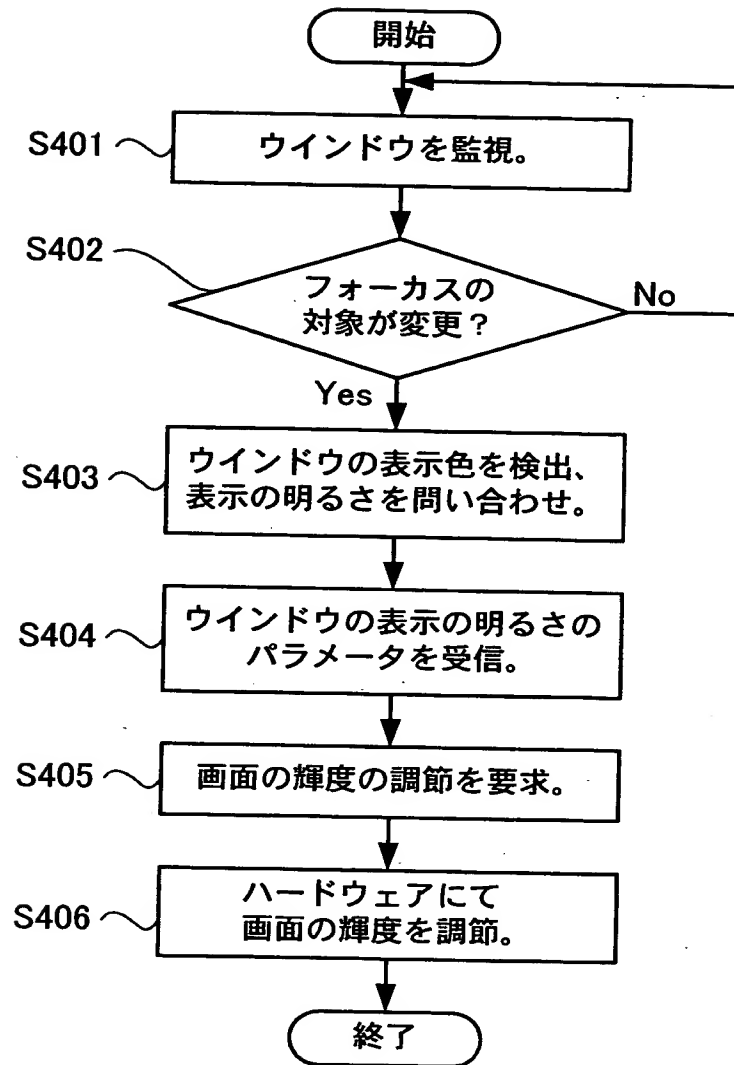 開始
S401
ウインドウを監視。
S402
フォーカスの
対象が変更？
No
Yes
S403
ウインドウの表示色を検出、
表示の明るさを問い合わせ。
S404
ウインドウの表示の明るさの
パラメータを受信。
S405
画面の輝度の調節を要求。
S406
ハードウェアにて
画面の輝度を調節。
終了